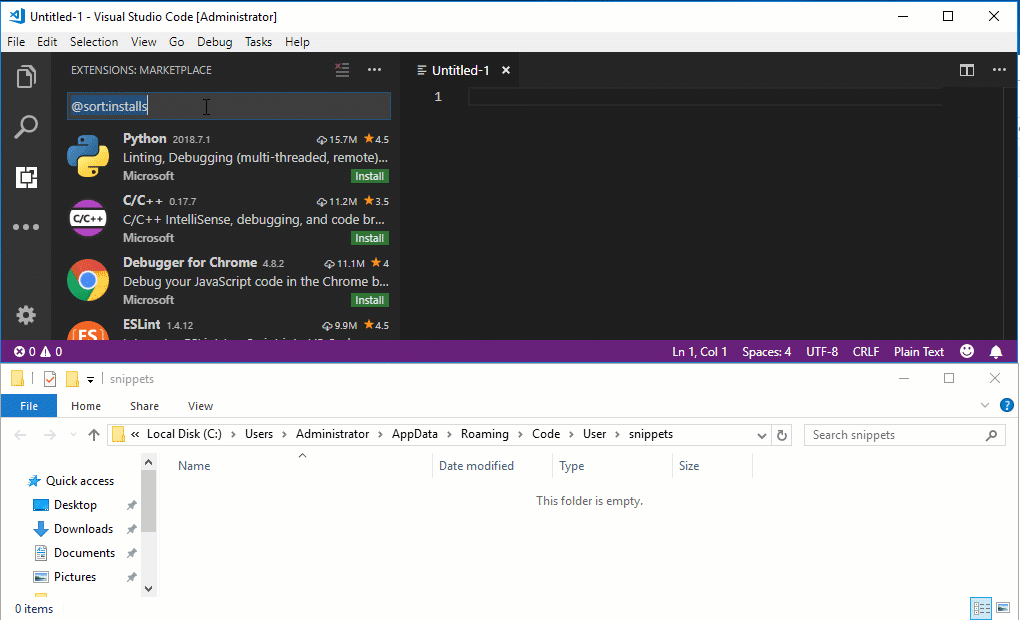 Untitled-1 - Visual Studio Code [Administrator]
File Edit Selection View Go Debug Tasks Help
EXTENSIONS: MARKETPLACE
Untitled-1
@sort:installs
1
Python 2018.7.1 15.7M 4.5
Linting, Debugging (multi-threaded, remote)...
Microsoft Install
C/C++
C/C++ 0.17.7 11.2M 3.5
C/C++ IntelliSense, debugging, and code br...
Microsoft Install
Debugger for Chrome 4.8.2 11.1M 4
Debug your JavaScript code in the Chrome b...
Microsoft Install
ESLint 1.4.12 9.9M 4.5
0 0 Ln 1, Col 1 Spaces: 4 UTF-8 CRLF Plain Text
snippets
File Home Share View
« Local Disk (C:) > Users > Administrator > AppData > Roaming > Code > User > snippets
Search snippets
Name Date modified Type Size
This folder is empty.
Quick access
Desktop
Downloads
Documents
Pictures
0 items